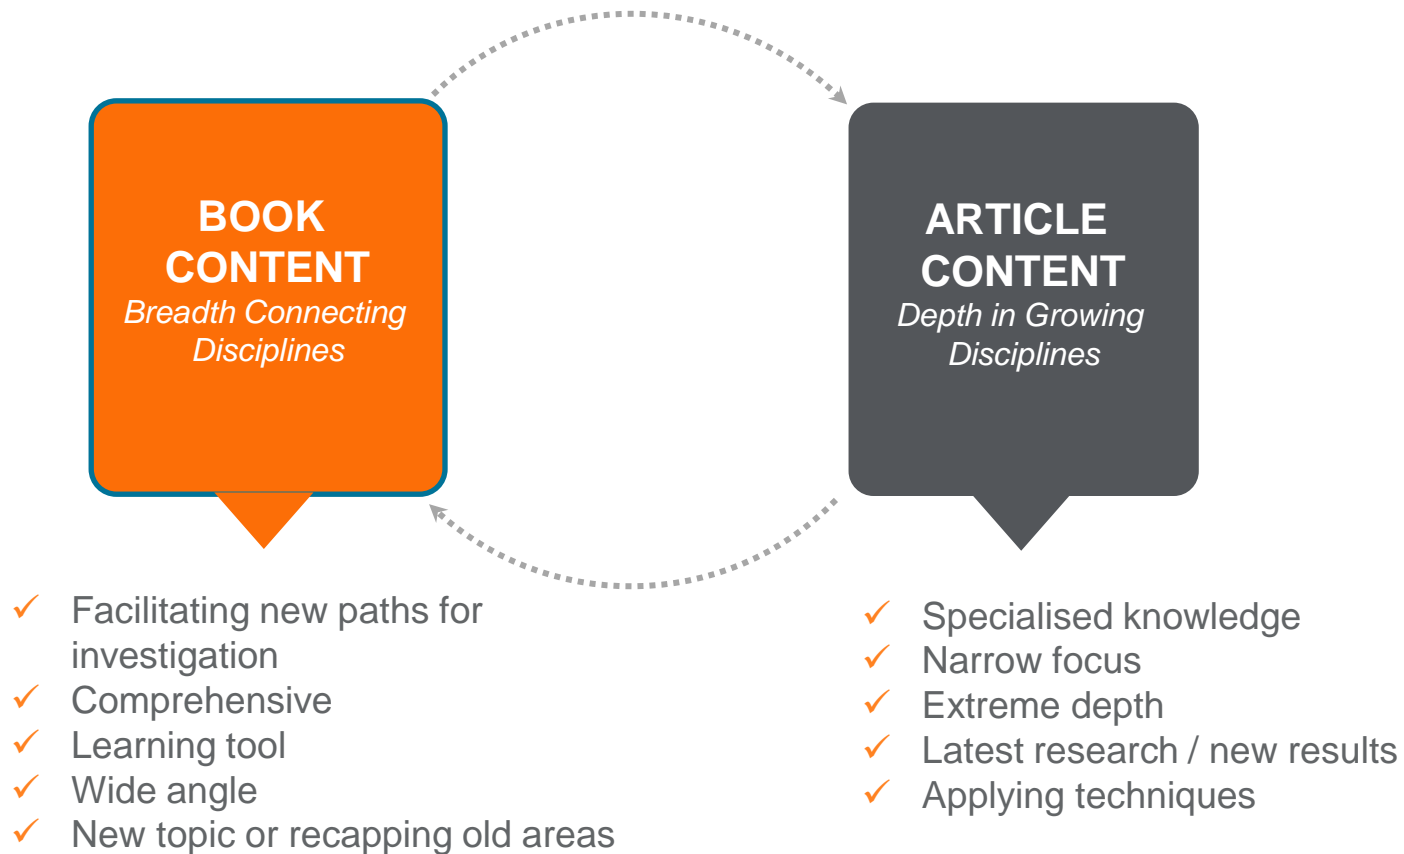 BOOK
CONTENT
Breadth Connecting
Disciplines
ARTICLE
CONTENT
Depth in Growing
Disciplines
✓ Facilitating new paths for
investigation
✓ Comprehensive
✓ Learning tool
✓ Wide angle
✓ New topic or recapping old areas
✓ Specialised knowledge
✓ Narrow focus
✓ Extreme depth
✓ Latest research / new results
✓ Applying techniques